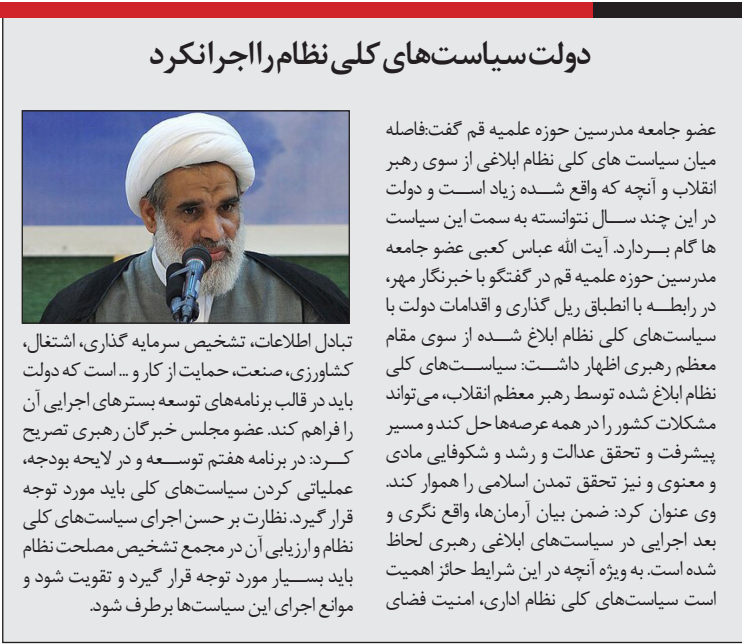 دولت سیاست‌های کلی نظام را اجرا نکرد
عضو جامعه مدرسین حوزه علمیه قم گفت:فاصله
میان سیاست های کلی نظام ابلاغی از سوی رهبر
انقلاب و آنچه که واقع شده زیاد است و دولت
در این چند سال نتوانسته به سمت این سیاست
ها گام بردارد. آیت الله عباس کعبی عضو جامعه
مدرسین حوزه علمیه قم در گفتگو با خبرنگار مهر،
در رابطه با انطباق ریل گذاری و اقدامات دولت با
سیاست‌های کلی نظام ابلاغ شده از سوی مقام
معظم رهبری اظهار داشت: سیاست‌های کلی
نظام ابلاغ شده توسط رهبر معظم انقلاب، می‌تواند
مشکلات کشور را در همه عرصه‌ها حل کند و مسیر
پیشرفت و تحقق عدالت و رشد و شکوفایی مادی
و معنوی و نیز تحقق تمدن اسلامی را هموار کند.
وی عنوان کرد: ضمن بیان آرمان‌ها، واقع نگری و
بعد اجرایی در سیاست‌های ابلاغی رهبری لحاظ
شده است. به ویژه آنچه در این شرایط حائز اهمیت
است سیاست‌های کلی نظام اداری، امنیت فضای
تبادل اطلاعات، تشخیص سرمایه گذاری، اشتغال،
کشاورزی، صنعت، حمایت از کار و ... است که دولت
باید در قالب برنامه‌های توسعه بسترهای اجرایی آن
را فراهم کند. عضو مجلس خبرگان رهبری تصریح
کرد: در برنامه هفتم توسعه و در لایحه بودجه،
عملیاتی کردن سیاست‌های کلی باید مورد توجه
قرار گیرد. نظارت بر حسن اجرای سیاست‌های کلی
نظام و ارزیابی آن در مجمع تشخیص مصلحت نظام
باید بسیار مورد توجه قرار گیرد و تقویت شود و
موانع اجرای این سیاست‌ها برطرف شود.